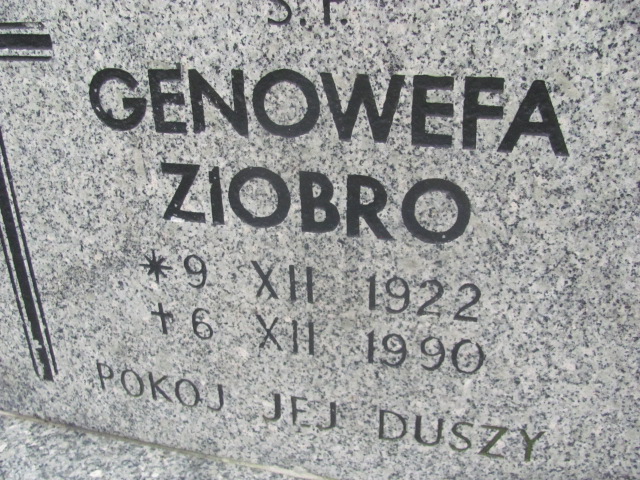 Ś.P.
GENOWEFA
ZIOBRO
*9 XII 1922
+6 XII 1990
POKOJ JEJ DUSZY